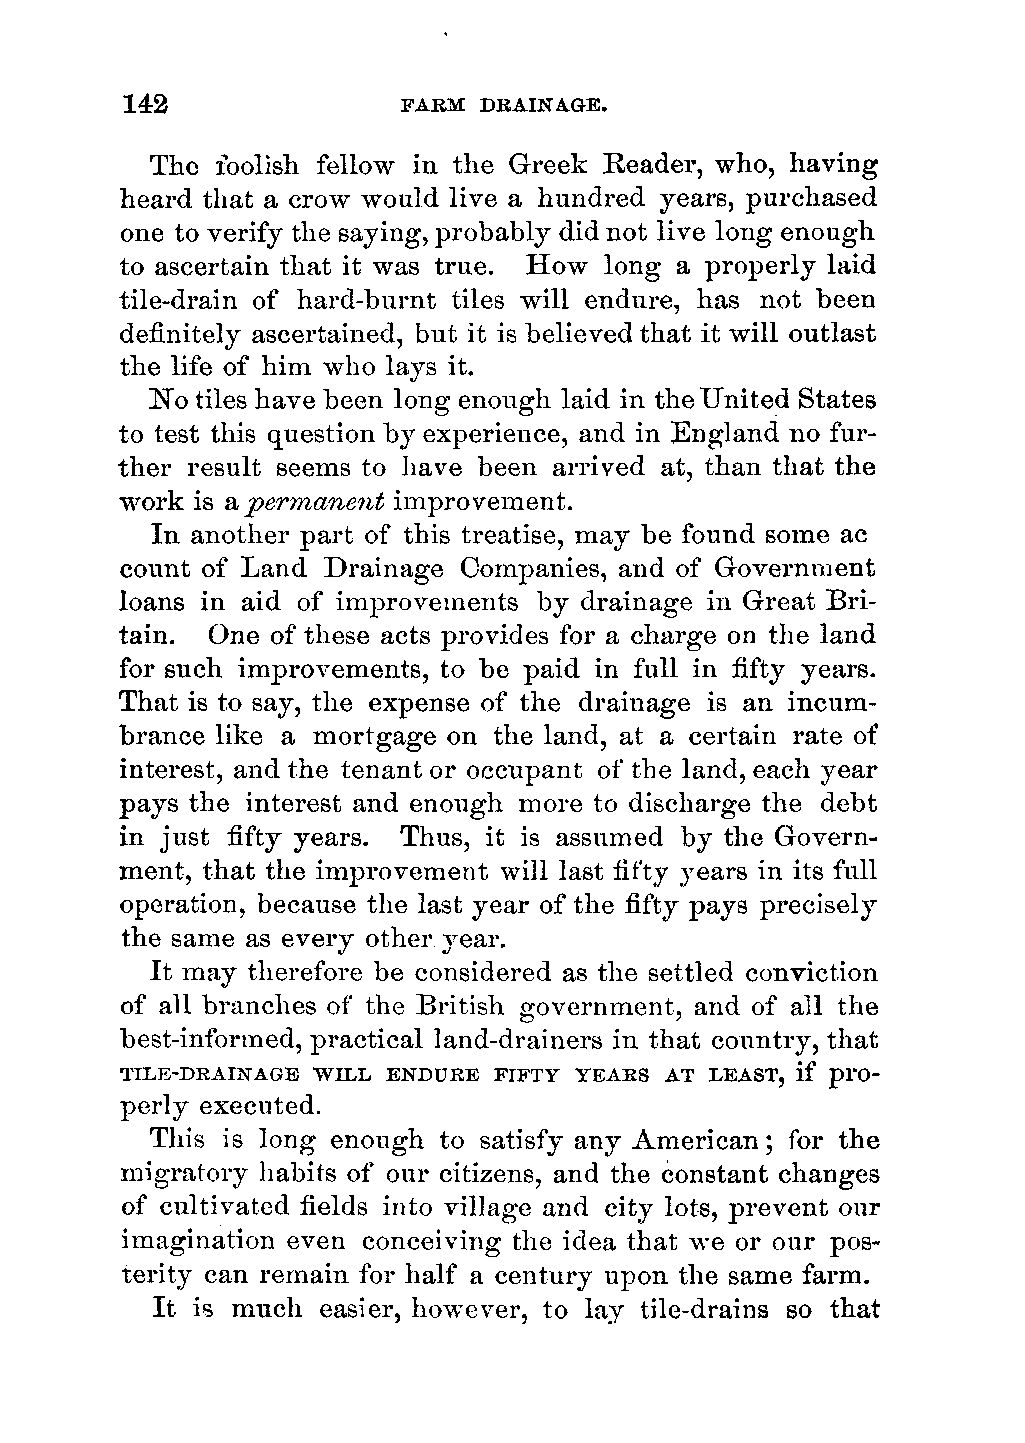 142 FARM DRAINAGE.
The foolish fellow in the Greek Reader, who, having
heard that a crow would live a hundred years, purchased
one to verify the saying, probably did not live long enough
to ascertain that it was true. How long a properly laid
tile-drain of hard-burnt tiles will endure, has not been
definitely ascertained, but it is believed that it will outlast
the life of him who lays it.
No tiles have been long enough laid in the United States
to test this question by experience, and in England no fur-
ther result seems to have been arrived at, than that the
work is a permanent improvement.
In another part of this treatise, may be found some ac
count of Land Drainage Companies, and of Government
loans in aid of improvements by drainage in Great Bri-
tain. One of these acts provides for a charge on the land
for such improvements, to be paid in full in fifty years.
That is to say, the expense of the drainage is an incum-
brance like a mortgage on the land, at a certain rate of
interest, and the tenant or occupant of the land, each year
pays the interest and enough more to discharge the debt
in just fifty years. Thus, it is assumed by the Govern-
ment, that the improvement will last fifty years in its full
operation, because the last year of the fifty pays precisely
the same as every other year.
It may therefore be considered as the settled conviction
of all branches of the British government, and of all the
best-informed, practical land-drainers in that country, that
TILE-DRAINAGE WILL ENDURE FIFTY YEARS AT LEAST, if pro-
perly executed.
This is long enough to satisfy any American; for the
migratory habits of our citizens, and the constant changes
of cultivated fields into village and city lots, prevent our
imagination even conceiving the idea that we or our pos-
terity can remain for half a century upon the same farm.
It is much easier, however, to lay tile-drains so that